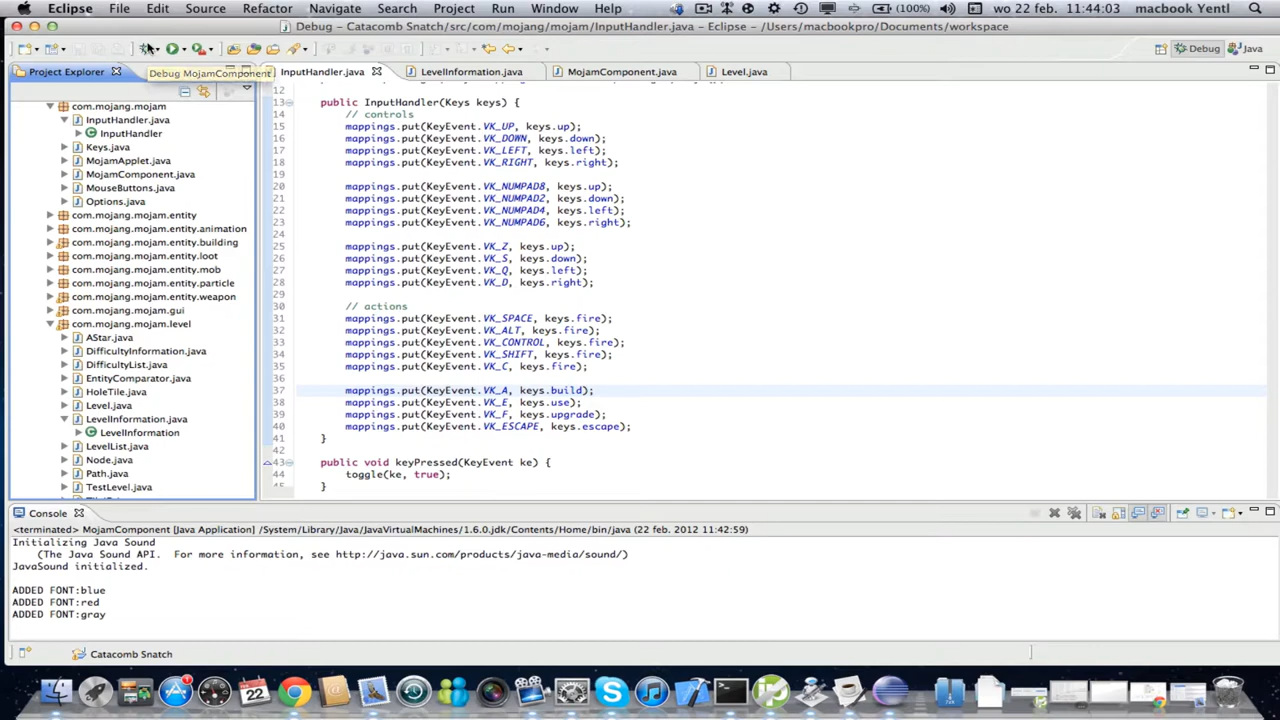 Eclipse File Edit Source Refactor Navigate Search Project Run Window Help (100%) wo 22 feb. 11:44:03 macbook Yentl
Debug - Catacomb Snatch/src/com/mojang/mojam/InputHandler.java - Eclipse - /Users/macbookpro/Documents/workspace
Debug Java
Project Explorer
Debug MojamComponent
InputHandler.java LevelInformation.java MojamComponent.java Level.java
com.mojang.mojam
InputHandler.java
InputHandler
Keys.java
MojamApplet.java
MojamComponent.java
MouseButtons.java
Options.java
com.mojang.mojam.entity
com.mojang.mojam.entity.animation
com.mojang.mojam.entity.building
com.mojang.mojam.entity.loot
com.mojang.mojam.entity.mob
com.mojang.mojam.entity.particle
com.mojang.mojam.entity.weapon
com.mojang.mojam.gui
com.mojang.mojam.level
AStar.java
DifficultyInformation.java
DifficultyList.java
EntityComparator.java
HoleTile.java
Level.java
LevelInformation.java
LevelInformation
LevelList.java
Node.java
Path.java
TestLevel.java
12
13 public InputHandler(Keys keys) {
14 // controls
15 mappings.put(KeyEvent.VK_UP, keys.up);
16 mappings.put(KeyEvent.VK_DOWN, keys.down);
17 mappings.put(KeyEvent.VK_LEFT, keys.left);
18 mappings.put(KeyEvent.VK_RIGHT, keys.right);
19
20 mappings.put(KeyEvent.VK_NUMPAD8, keys.up);
21 mappings.put(KeyEvent.VK_NUMPAD2, keys.down);
22 mappings.put(KeyEvent.VK_NUMPAD4, keys.left);
23 mappings.put(KeyEvent.VK_NUMPAD6, keys.right);
24
25 mappings.put(KeyEvent.VK_Z, keys.up);
26 mappings.put(KeyEvent.VK_S, keys.down);
27 mappings.put(KeyEvent.VK_Q, keys.left);
28 mappings.put(KeyEvent.VK_D, keys.right);
29
30 // actions
31 mappings.put(KeyEvent.VK_SPACE, keys.fire);
32 mappings.put(KeyEvent.VK_ALT, keys.fire);
33 mappings.put(KeyEvent.VK_CONTROL, keys.fire);
34 mappings.put(KeyEvent.VK_SHIFT, keys.fire);
35 mappings.put(KeyEvent.VK_C, keys.fire);
36
37 mappings.put(KeyEvent.VK_A, keys.build);
38 mappings.put(KeyEvent.VK_E, keys.use);
39 mappings.put(KeyEvent.VK_F, keys.upgrade);
40 mappings.put(KeyEvent.VK_ESCAPE, keys.escape);
41 }
42
43 public void keyPressed(KeyEvent ke) {
44 toggle(ke, true);
45 }
Console
<terminated> MojamComponent [Java Application] /System/Library/Java/JavaVirtualMachines/1.6.0.jdk/Contents/Home/bin/java (22 feb. 2012 11:42:59)
Initializing Java Sound
(The Java Sound API. For more information, see http://java.sun.com/products/java-media/sound/)
JavaSound initialized.
ADDED FONT:blue
ADDED FONT:red
ADDED FONT:gray
Catacomb Snatch
22